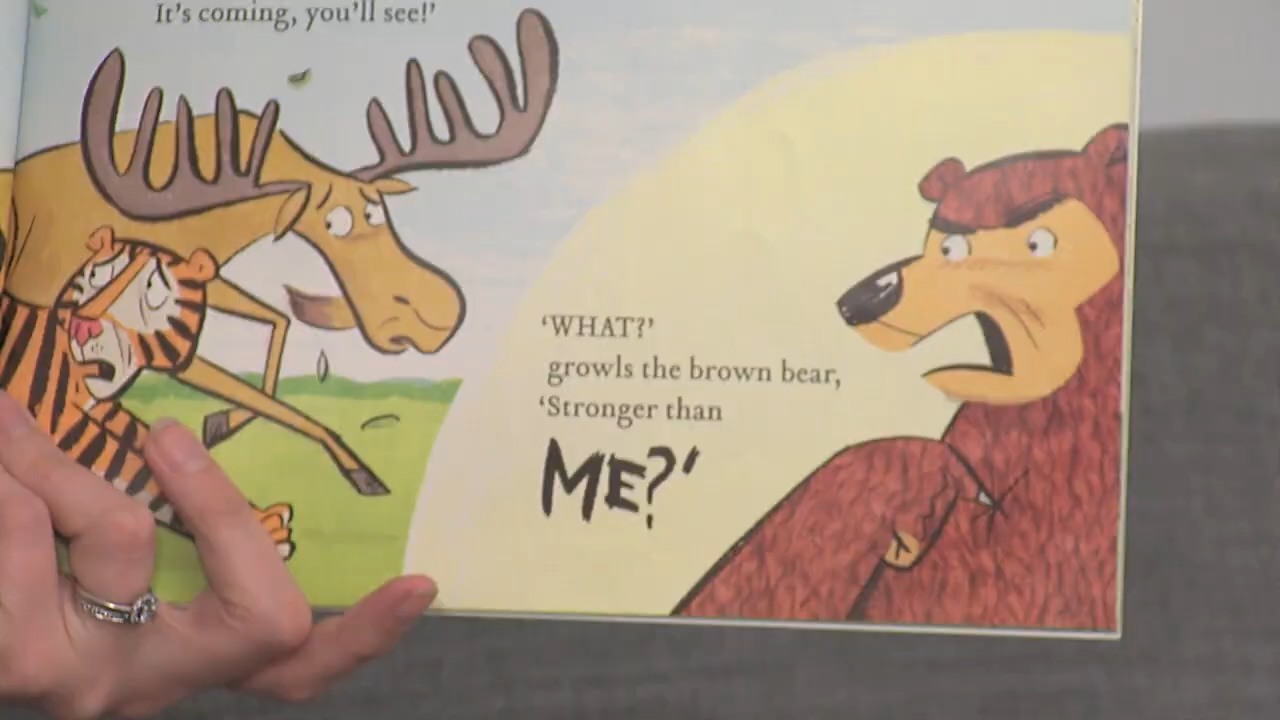 It's coming, you'll see!'
'WHAT?'
growls the brown bear,
'Stronger than
ME?'